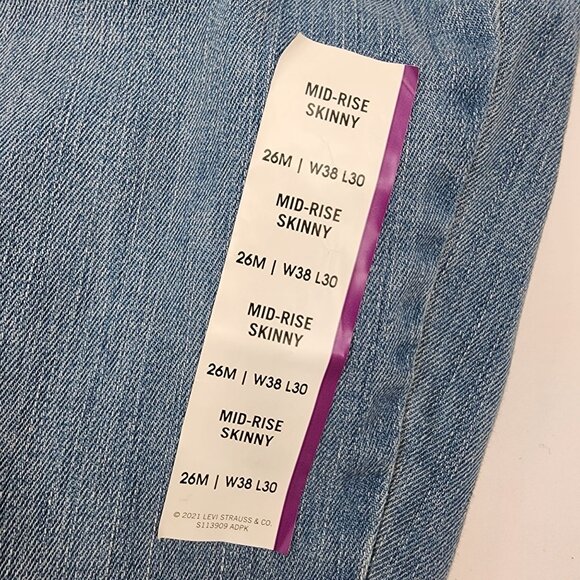 MID-RISE
SKINNY
26M | W38 L30
MID-RISE
SKINNY
26M | W38 L30
MID-RISE
SKINNY
26M | W38 L30
MID-RISE
SKINNY
26M | W38 L30
© 2021 LEVI STRAUSS & CO.
S113909 ADPK